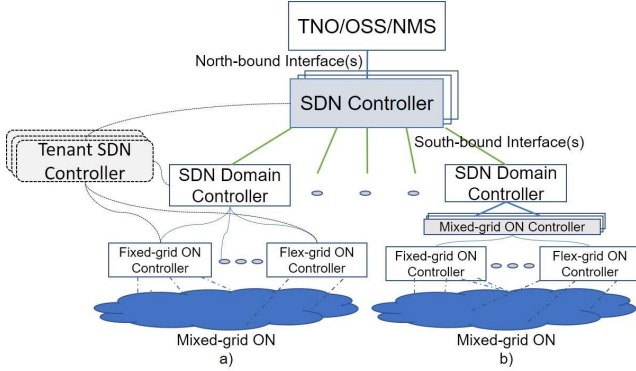 TNO/OSS/NMS
North-bound Interface(s)
SDN Controller
South-bound Interface(s)
Tenant SDN
Controller
SDN Domain
Controller
SDN Domain
Controller
Mixed-grid ON Controller
Fixed-grid ON
Controller
Flex-grid ON
Controller
Fixed-grid ON
Controller
Flex-grid ON
Controller
Mixed-grid ON
a)
Mixed-grid ON
b)